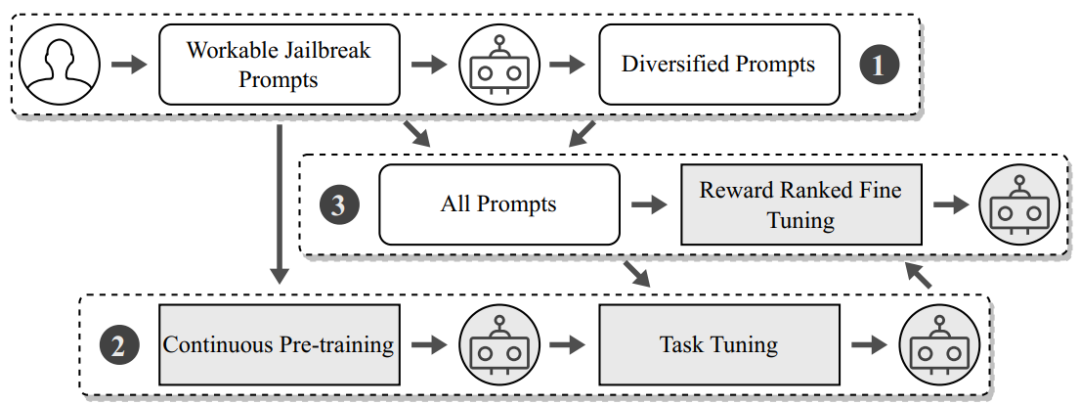 Workable Jailbreak
Prompts
Diversified Prompts
1
3
All Prompts
Reward Ranked Fine
Tuning
2
Continuous Pre-training
Task Tuning